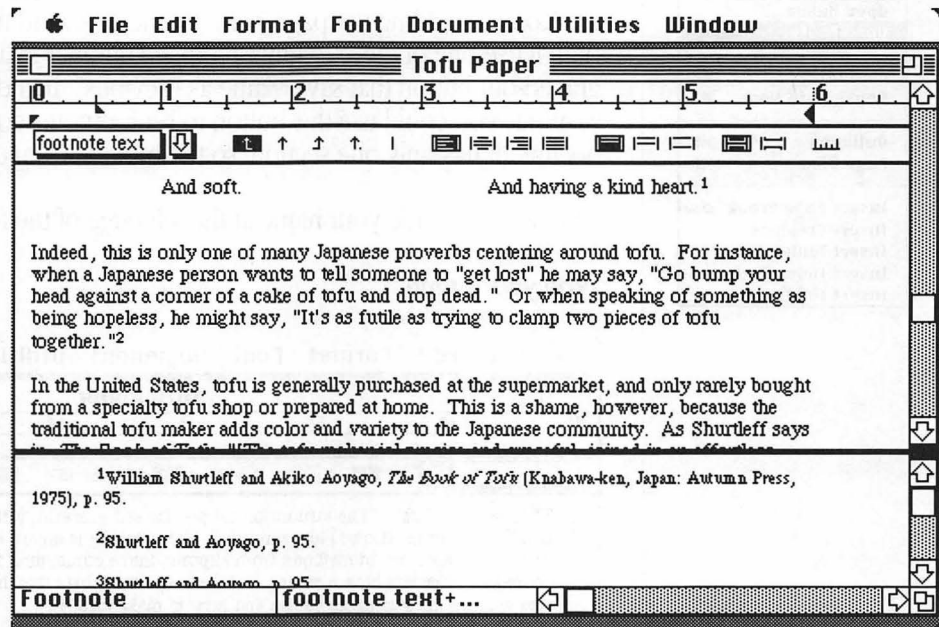 File Edit Format Font Document Utilities Window
Tofu Paper
0 1 2 3 4 5 6
footnote text
And soft. And having a kind heart. 1
Indeed, this is only one of many Japanese proverbs centering around tofu. For instance,
when a Japanese person wants to tell someone to "get lost" he may say, "Go bump your
head against a corner of a cake of tofu and drop dead." Or when speaking of something as
being hopeless, he might say, "It's as futile as trying to clamp two pieces of tofu
together."2
In the United States, tofu is generally purchased at the supermarket, and only rarely bought
from a specialty tofu shop or prepared at home. This is a shame, however, because the
traditional tofu maker adds color and variety to the Japanese community. As Shurtleff says
1William Shurtleff and Akiko Aoyago, The Book of Tofu (Knabawa-ken, Japan: Autumn Press,
1975), p. 95.
2Shurtleff and Aoyago, p. 95.
3Shurtleff and Aoyago, p. 95.
Footnote footnote text+...